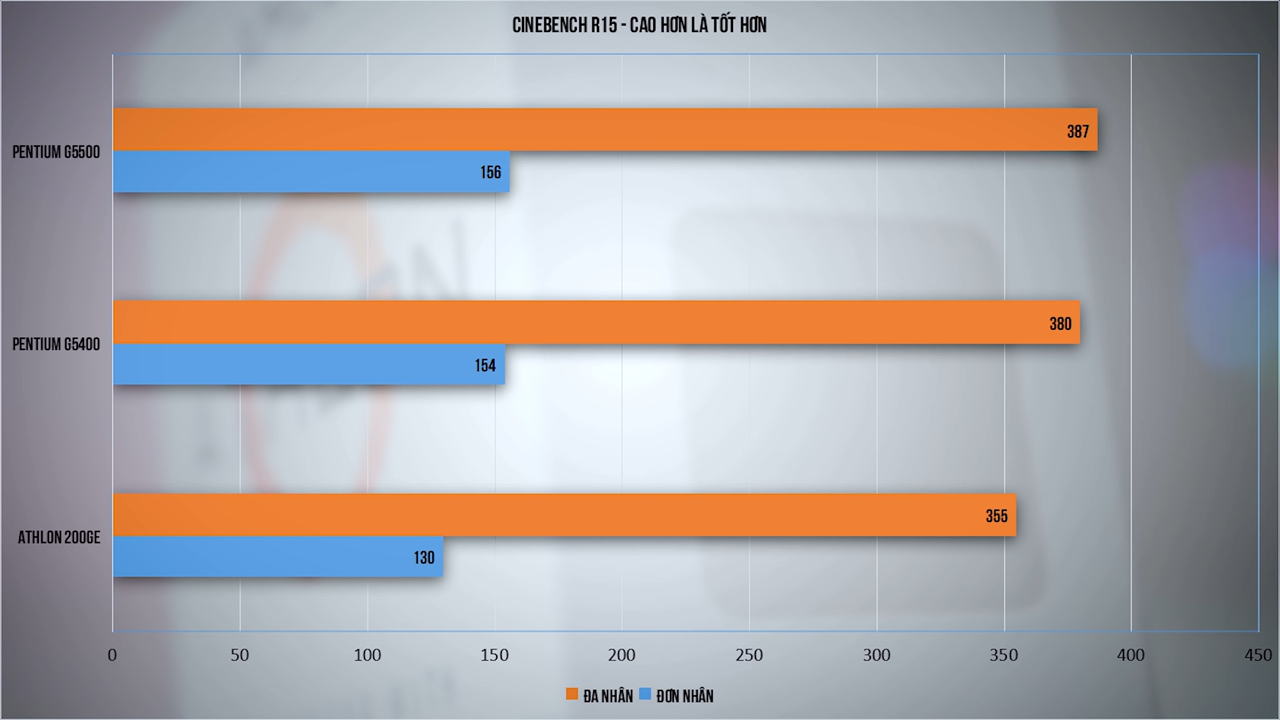 CINEBENCH R15 - CAO HƠN LÀ TỐT HƠN
PENTIUM G5500
387
156
PENTIUM G5400
380
154
ATHLON 200GE
355
130
0 50 100 150 200 250 300 350 400 450
ĐA NHÂN ĐƠN NHÂN